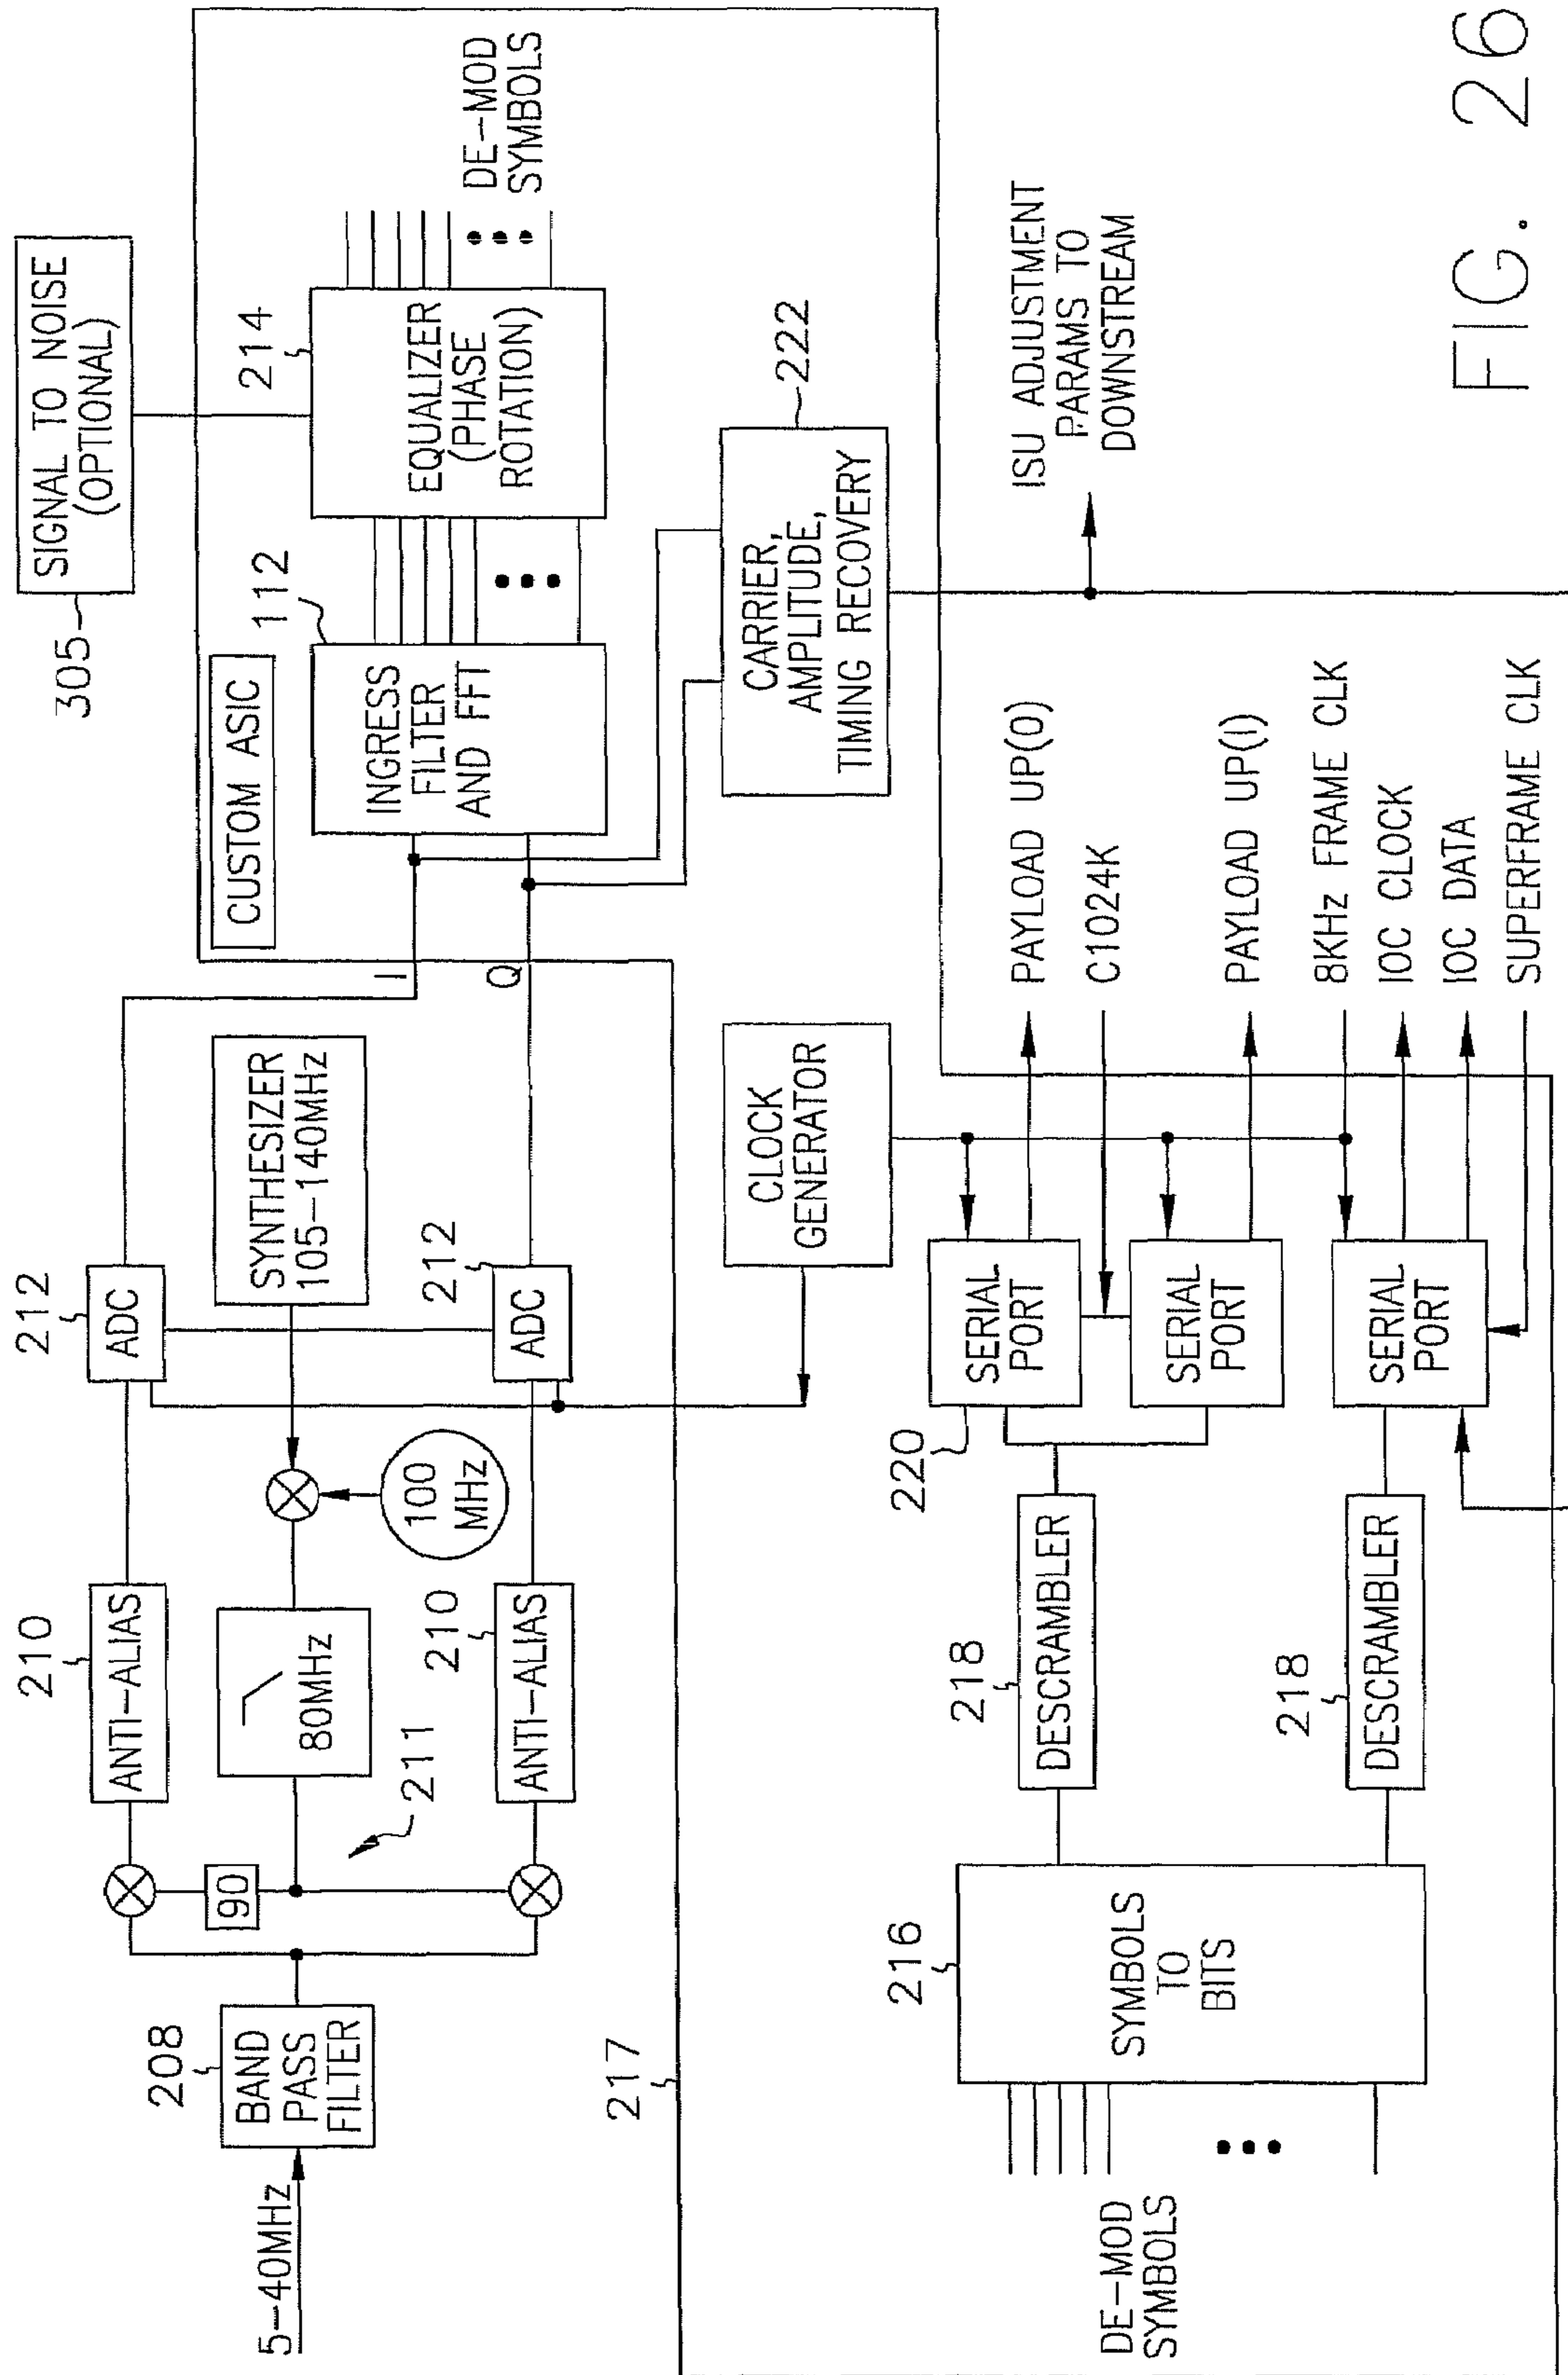 305
SIGNAL TO NOISE
(OPTIONAL)
CUSTOM ASIC
112
INGRESS
FILTER
AND FFT
214
EQUALIZER
(PHASE
ROTATION)
DE-MOD
SYMBOLS
212
ADC
210
ANTI-ALIAS
I
SYNTHESIZER
105-140MHz
80MHz
100
MHz
90
211
208
BAND
PASS
FILTER
5-40MHz
210
ANTI-ALIAS
212
ADC
Q
222
CARRIER,
AMPLITUDE,
TIMING RECOVERY
217
CLOCK
GENERATOR
ISU ADJUSTMENT
PARAMS TO
DOWNSTREAM
DE-MOD
SYMBOLS
216
SYMBOLS
TO
BITS
218
DESCRAMBLER
220
SERIAL
PORT
PAYLOAD UP(0)
C1024K
SERIAL
PORT
PAYLOAD UP(1)
218
DESCRAMBLER
SERIAL
PORT
8KHz FRAME CLK
IOC CLOCK
IOC DATA
SUPERFRAME CLK
FIG. 26